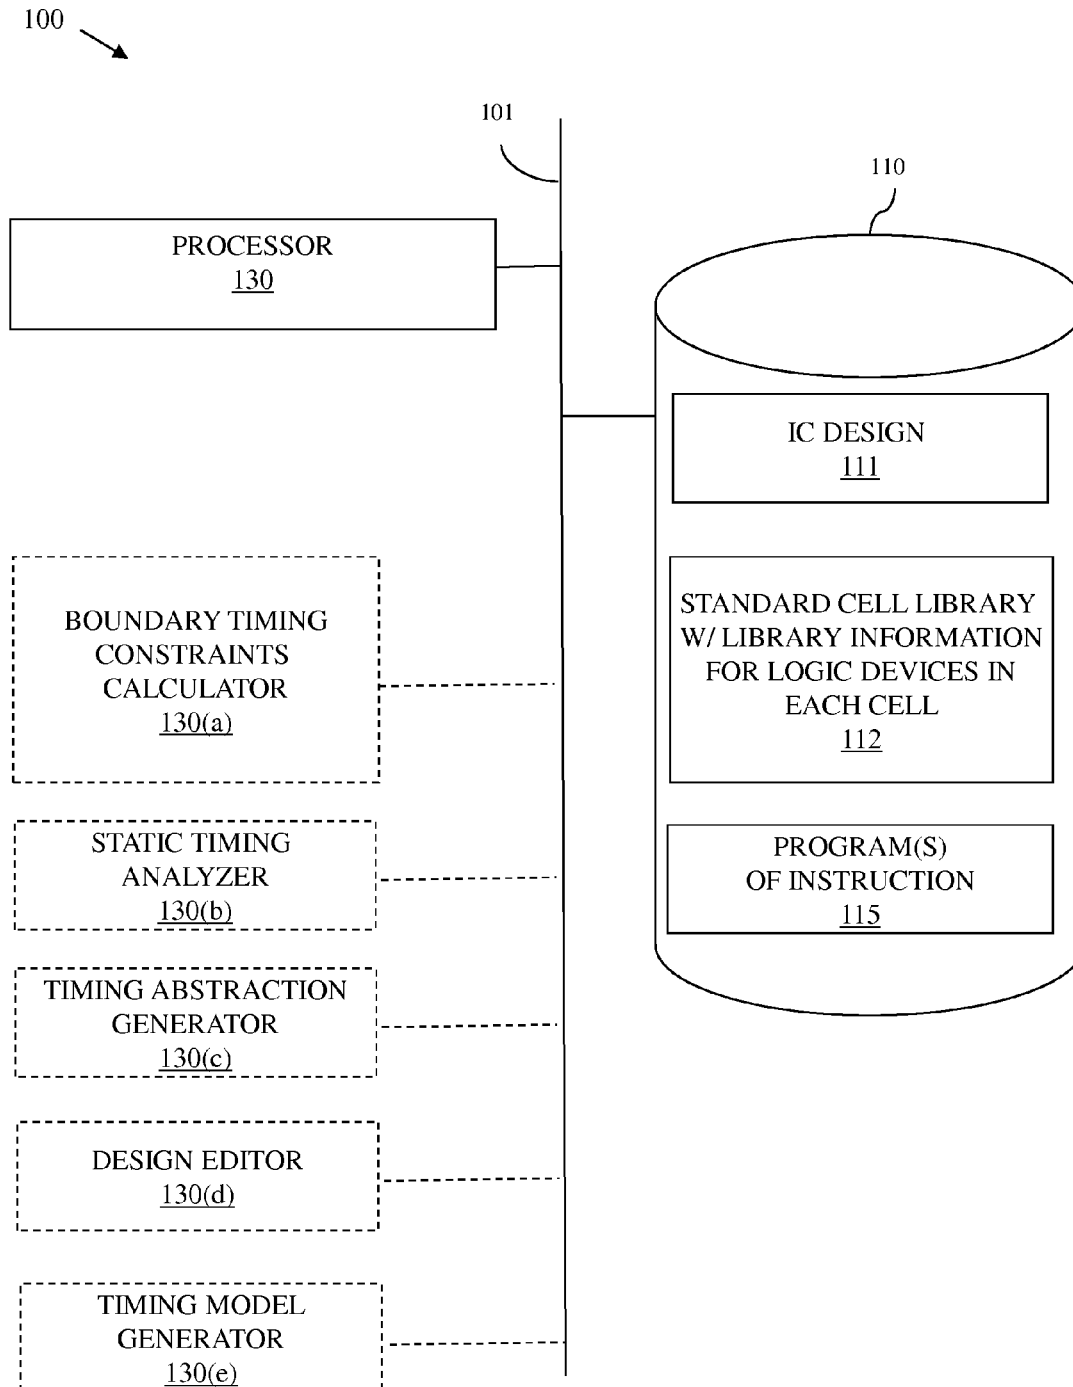 100
101
110
PROCESSOR
130
IC DESIGN
111
BOUNDARY TIMING
CONSTRAINTS
CALCULATOR
130(a)
STANDARD CELL LIBRARY
W/ LIBRARY INFORMATION
FOR LOGIC DEVICES IN
EACH CELL
112
STATIC TIMING
ANALYZER
130(b)
PROGRAM(S)
OF INSTRUCTION
115
TIMING ABSTRACTION
GENERATOR
130(c)
DESIGN EDITOR
130(d)
TIMING MODEL
GENERATOR
130(e)